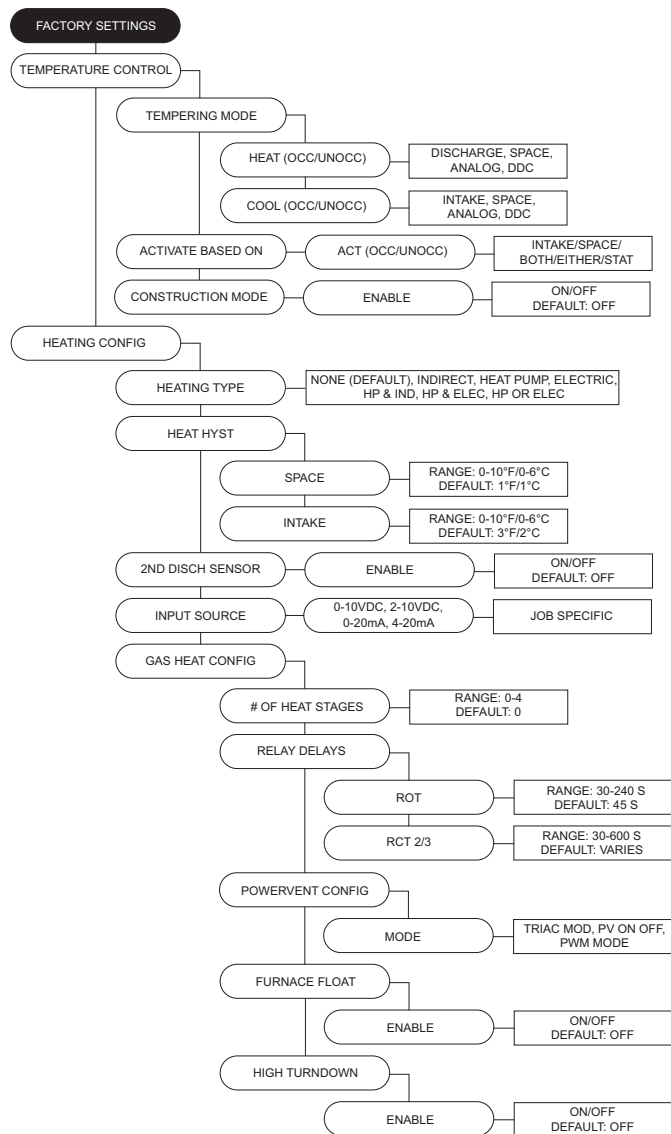 FACTORY SETTINGS
TEMPERATURE CONTROL
TEMPERING MODE
HEAT (OCC/UNOCC)
DISCHARGE, SPACE,
ANALOG, DDC
COOL (OCC/UNOCC)
INTAKE, SPACE,
ANALOG, DDC
ACTIVATE BASED ON
ACT (OCC/UNOCC)
INTAKE/SPACE/
BOTH/EITHER/STAT
CONSTRUCTION MODE
ENABLE
ON/OFF
DEFAULT: OFF
HEATING CONFIG
HEATING TYPE
NONE (DEFAULT), INDIRECT, HEAT PUMP, ELECTRIC,
HP & IND, HP & ELEC, HP OR ELEC
HEAT HYST
SPACE
RANGE: 0-10°F/0-6°C
DEFAULT: 1°F/1°C
INTAKE
RANGE: 0-10°F/0-6°C
DEFAULT: 3°F/2°C
2ND DISCH SENSOR
ENABLE
ON/OFF
DEFAULT: OFF
INPUT SOURCE
0-10VDC, 2-10VDC,
0-20mA, 4-20mA
JOB SPECIFIC
GAS HEAT CONFIG
# OF HEAT STAGES
RANGE: 0-4
DEFAULT: 0
RELAY DELAYS
ROT
RANGE: 30-240 S
DEFAULT: 45 S
RCT 2/3
RANGE: 30-600 S
DEFAULT: VARIES
POWERVENT CONFIG
MODE
TRIAC MOD, PV ON OFF,
PWM MODE
FURNACE FLOAT
ENABLE
ON/OFF
DEFAULT: OFF
HIGH TURNDOWN
ENABLE
ON/OFF
DEFAULT: OFF